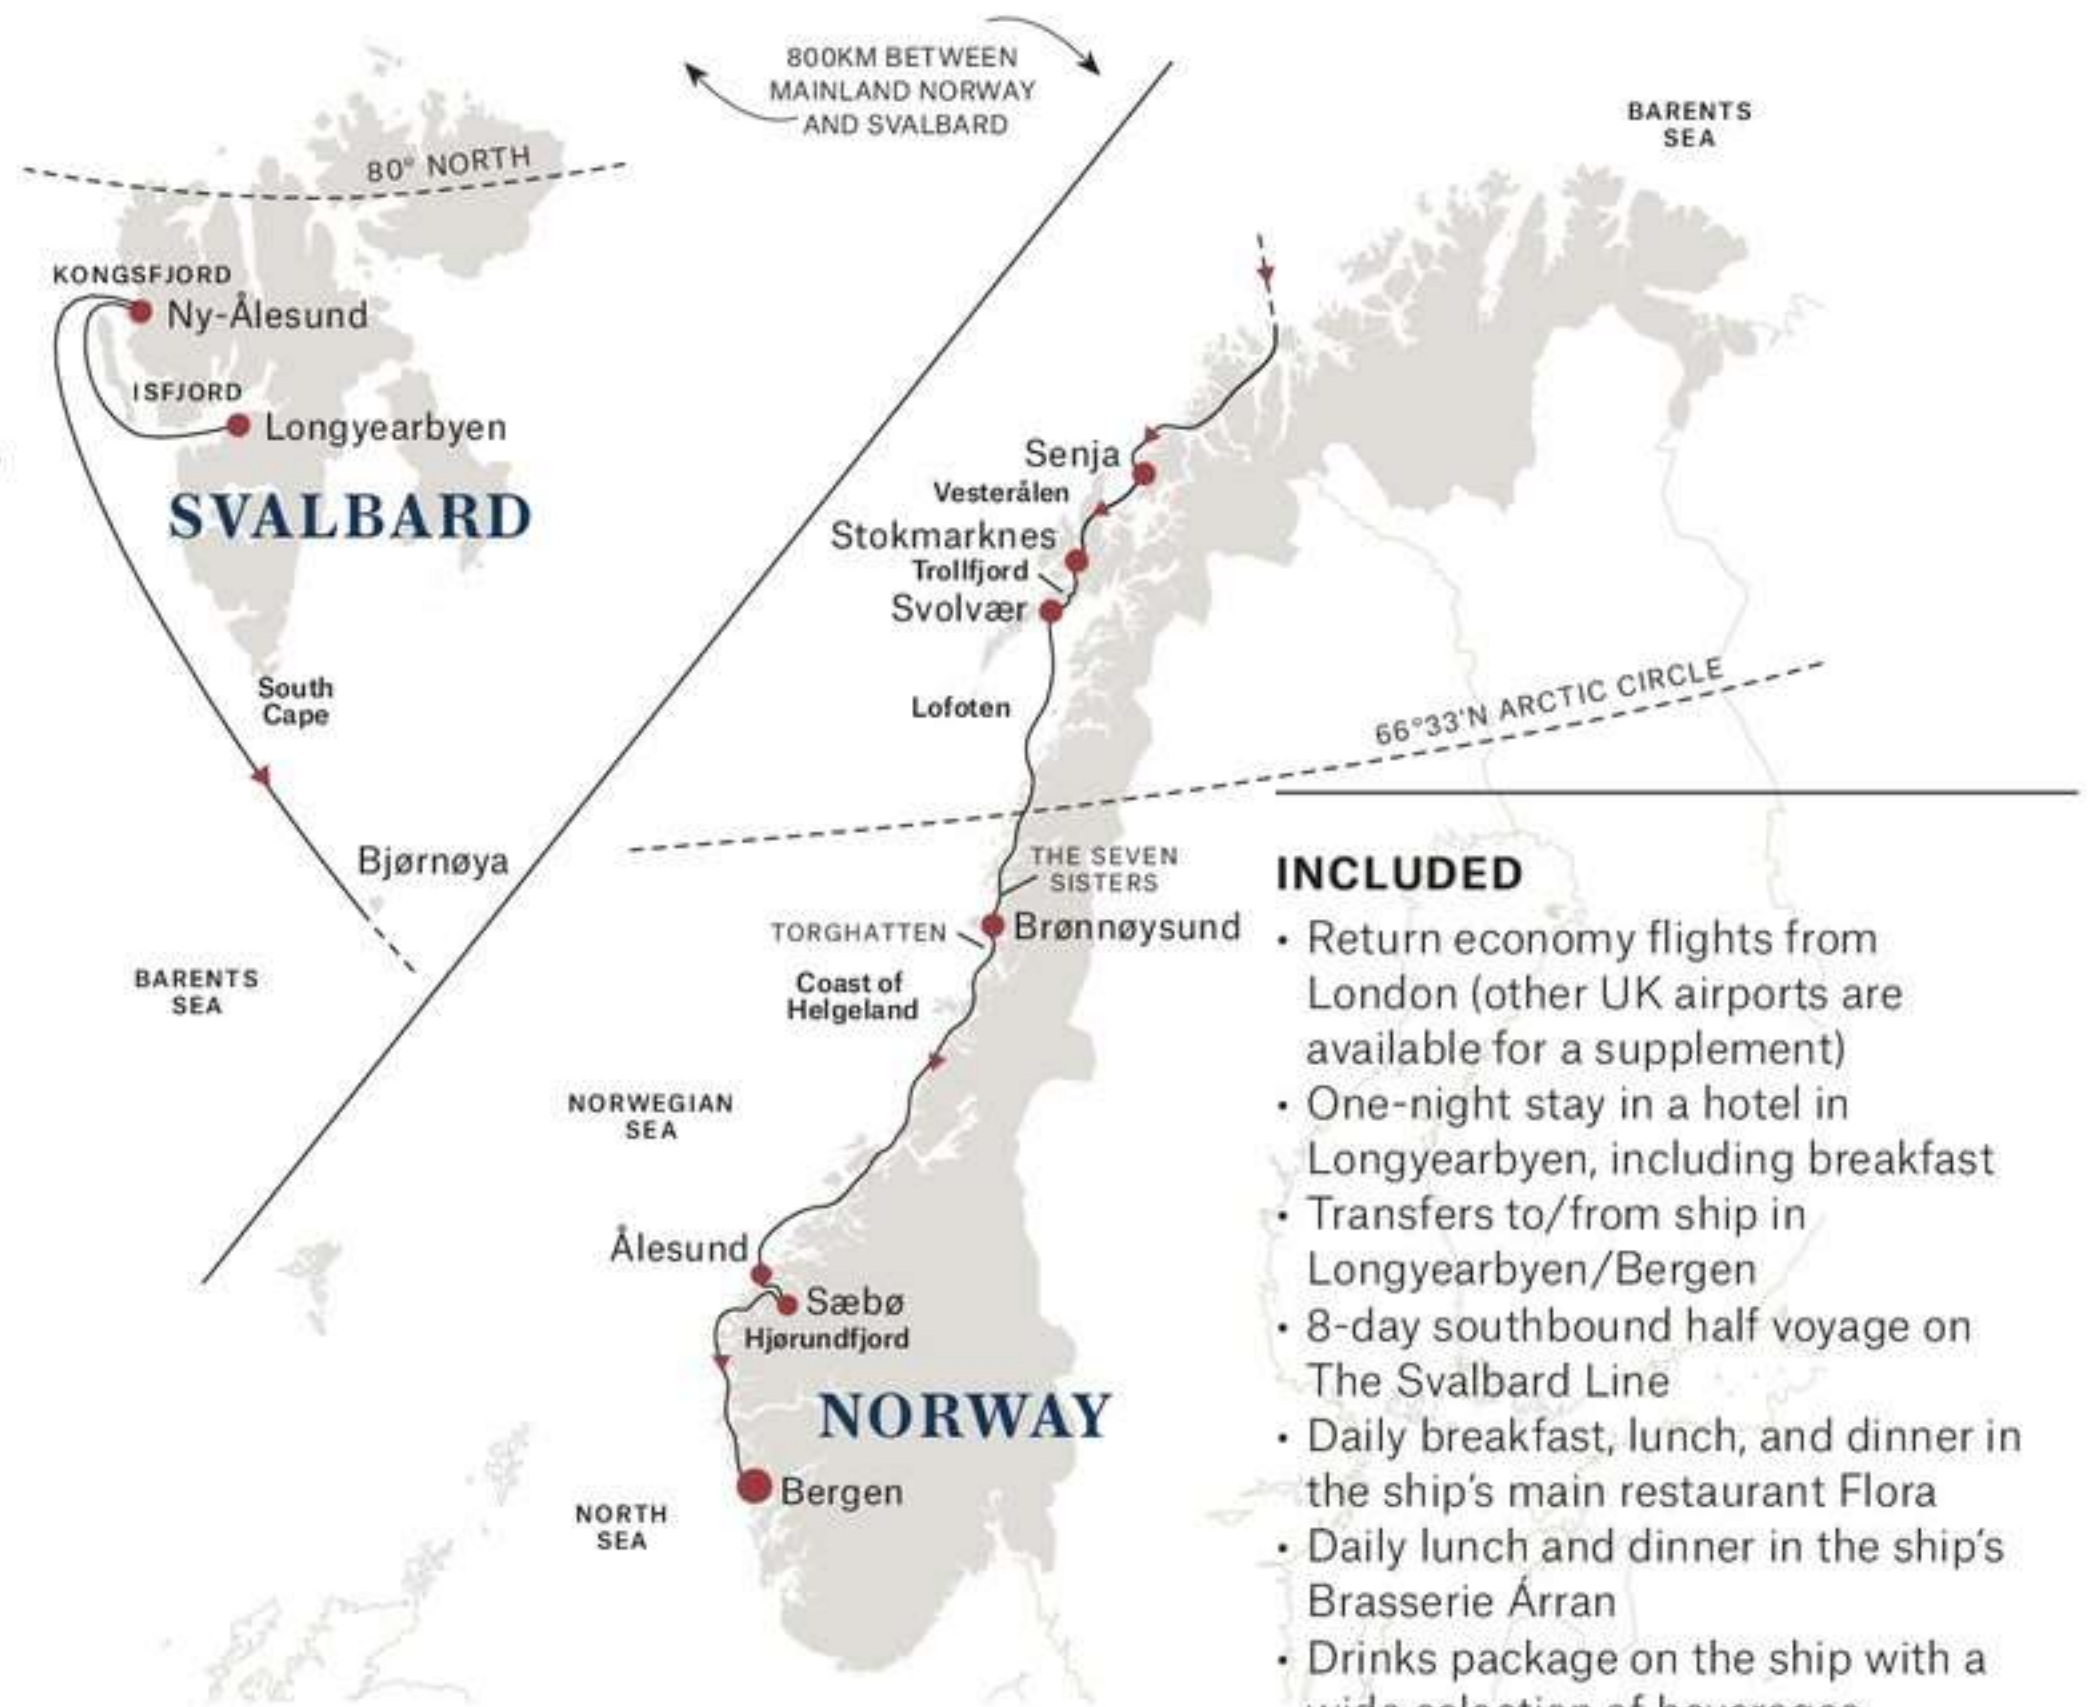 800KM BETWEEN
MAINLAND NORWAY
AND SVALBARD
BARENTS
SEA
80° NORTH
KONGSFJORD
Ny-Ålesund
ISFJORD
Longyearbyen
SVALBARD
South
Cape
Bjørnøya
BARENTS
SEA
Senja
Vesterålen
Stokmarknes
Trollfjord
Svolvær
Lofoten
66°33'N ARCTIC CIRCLE
THE SEVEN
SISTERS
TORGHATTEN
Brønnøysund
Coast of
Helgeland
NORWEGIAN
SEA
Ålesund
Sæbø
Hjørundfjord
NORWAY
Bergen
NORTH
SEA
INCLUDED
• Return economy flights from
London (other UK airports are
available for a supplement)
• One-night stay in a hotel in
Longyearbyen, including breakfast
• Transfers to/from ship in
Longyearbyen/Bergen
• 8-day southbound half voyage on
The Svalbard Line
• Daily breakfast, lunch, and dinner in
the ship's main restaurant Flora
• Daily lunch and dinner in the ship's
Brasserie Árran
• Drinks package on the ship with a
wide selection of beverages